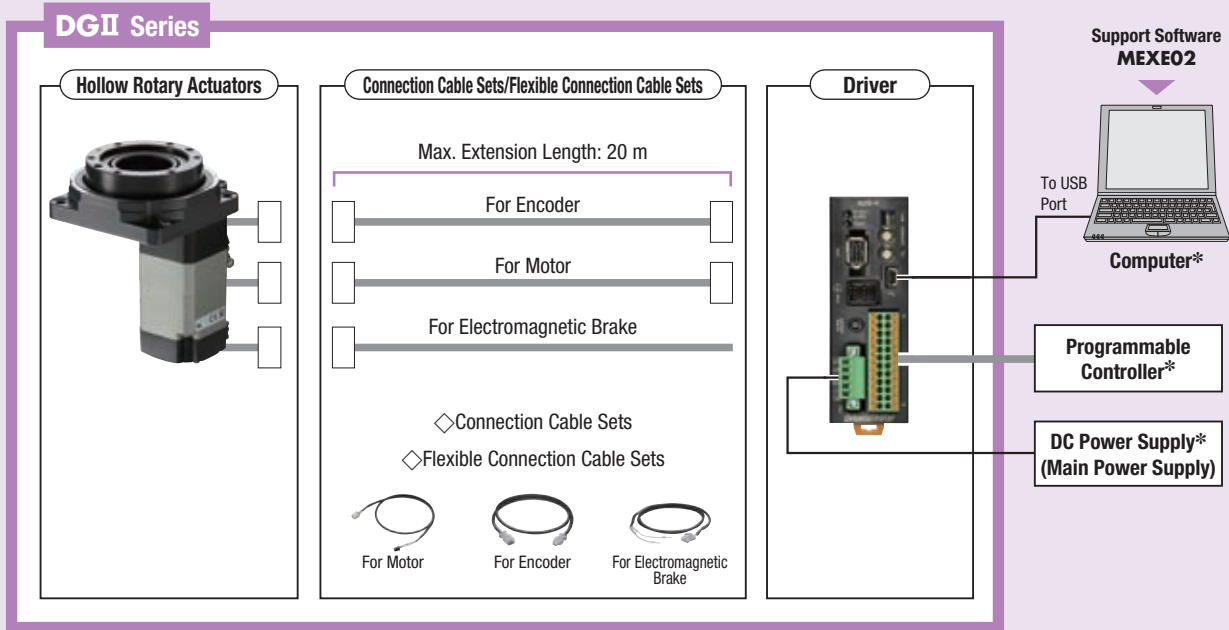 DGII Series
Hollow Rotary Actuators
Connection Cable Sets/Flexible Connection Cable Sets
Max. Extension Length: 20 m
For Encoder
For Motor
For Electromagnetic Brake
◇Connection Cable Sets
◇Flexible Connection Cable Sets
For Motor
For Encoder
For Electromagnetic
Brake
Driver
Support Software
MEXE02
To USB
Port
Computer*
Programmable
Controller*
DC Power Supply*
(Main Power Supply)